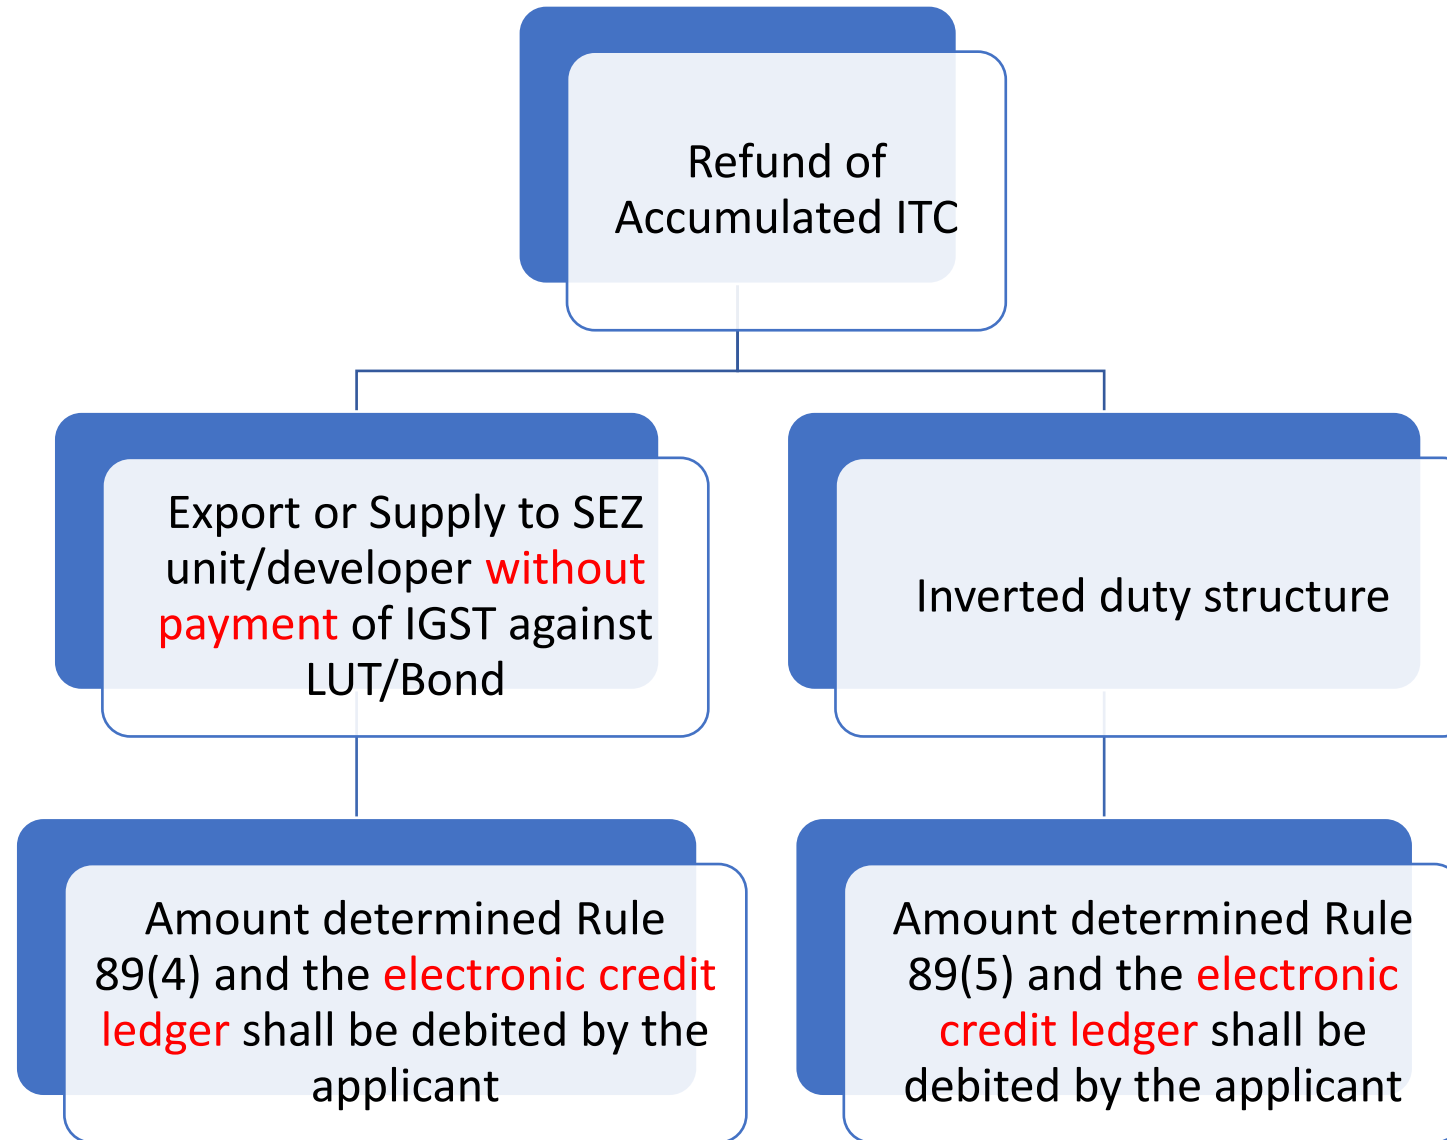 Refund of
Accumulated ITC
Export or Supply to SEZ
unit/developer without
payment of IGST against
LUT/Bond
Inverted duty structure
Amount determined Rule
89(4) and the electronic credit
ledger shall be debited by the
applicant
Amount determined Rule
89(5) and the electronic
credit ledger shall be
debited by the applicant